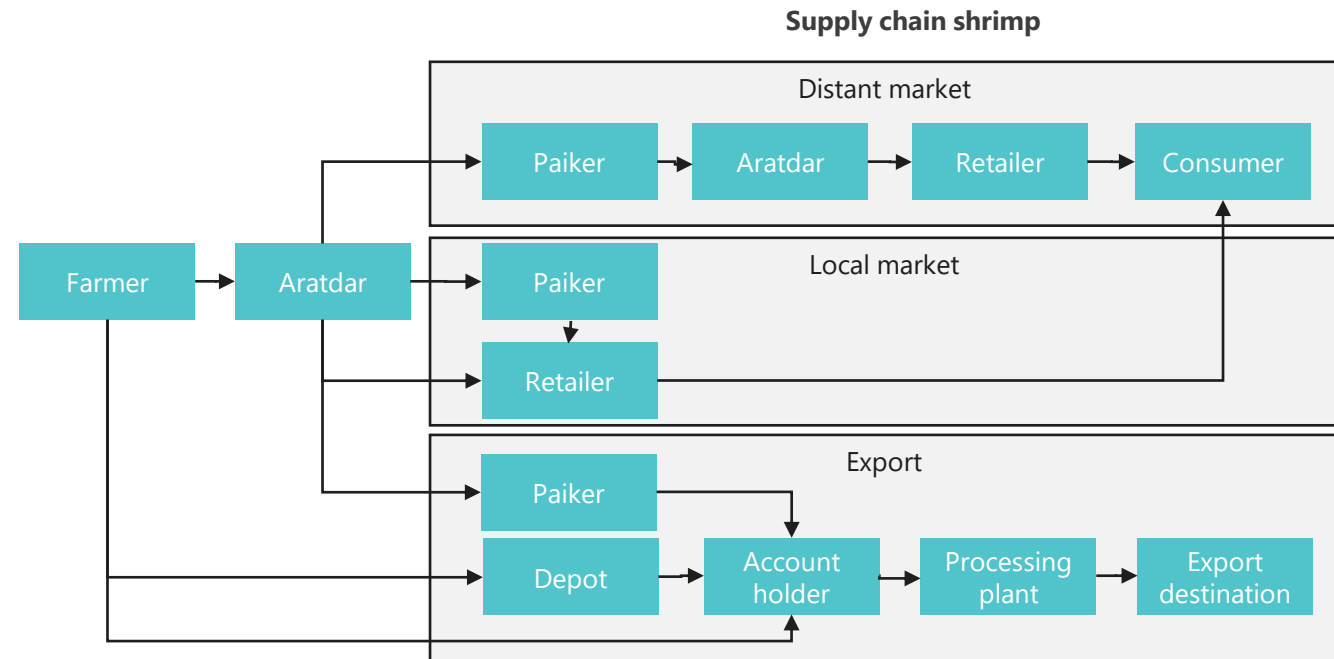 Supply chain shrimp
Distant market
Paiker
Aratdar
Retailer
Consumer
Farmer
Aratdar
Local market
Paiker
Retailer
Export
Paiker
Depot
Account
holder
Processing
plant
Export
destination